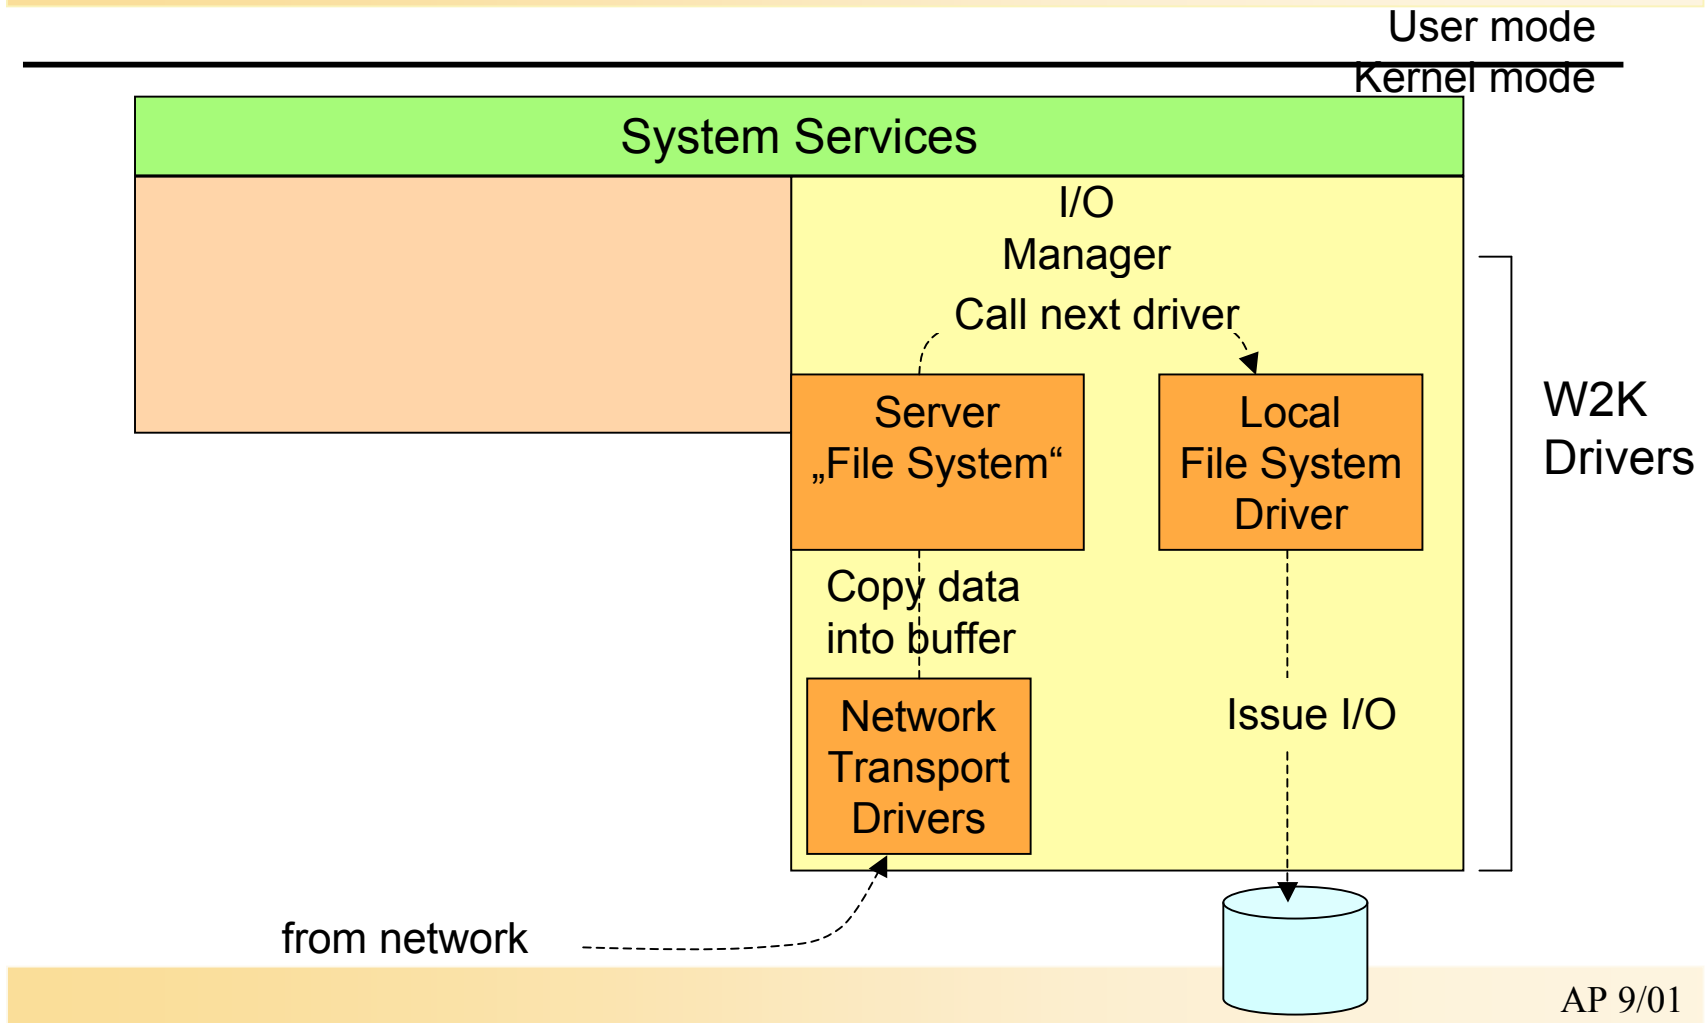 User mode
Kernel mode
System Services
I/O
Manager
Call next driver
Server
„File System“
Local
File System
Driver
W2K
Drivers
Copy data
into buffer
Network
Transport
Drivers
Issue I/O
from network
AP 9/01